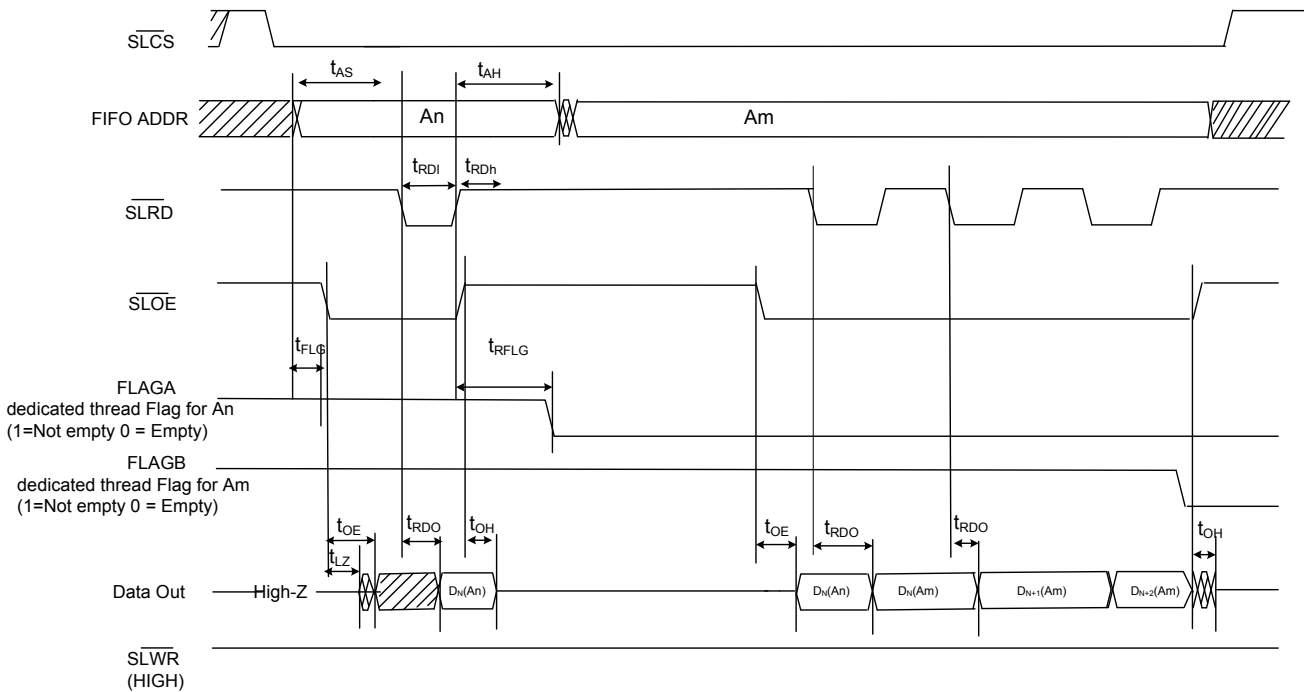 SLCS
tAS
tAH
FIFO ADDR
An
Am
tRDl
tRDh
SLRD
SLOE
tFLG
tRFLG
FLAGA
dedicated thread Flag for An
(1=Not empty 0 = Empty)
FLAGB
dedicated thread Flag for Am
(1=Not empty 0 = Empty)
tOE
tRDO
tOH
tOE
tRDO
tRDO
tOH
tLZ
Data Out
High-Z
DN(An)
DN(An)
DN(Am)
DN+1(Am)
DN+2(Am)
SLWR
(HIGH)